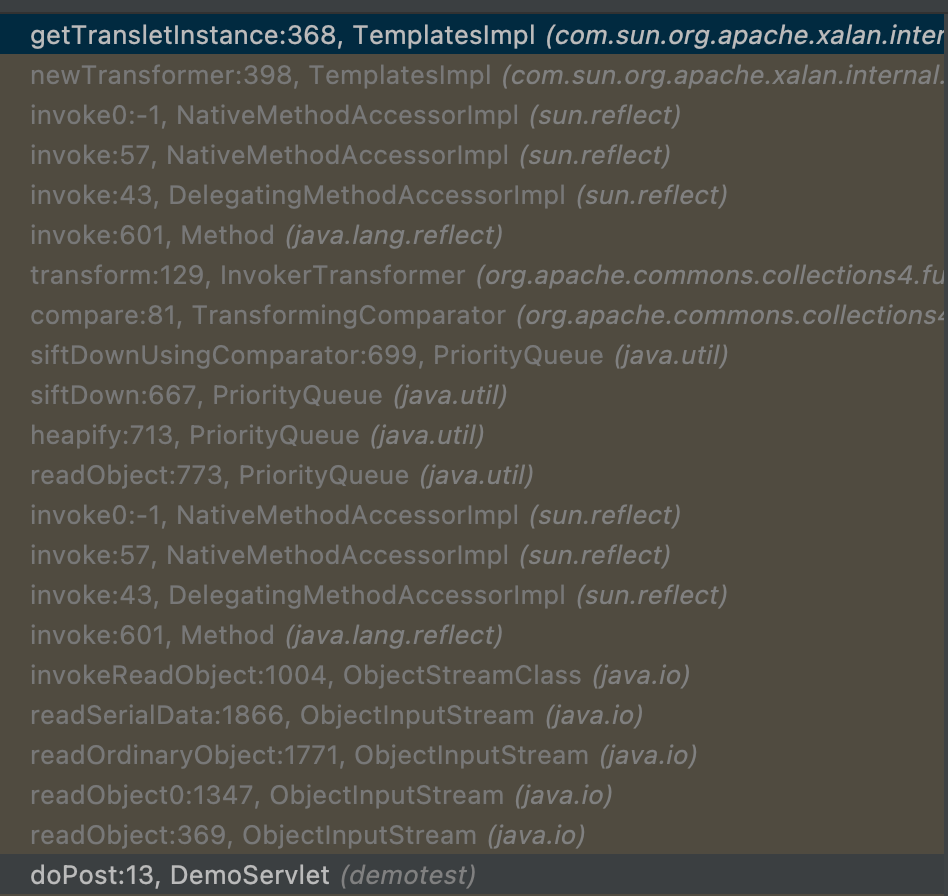 getTransletInstance:368, TemplatesImpl (com.sun.org.apache.xalan.inter
newTransformer:398, TemplatesImpl (com.sun.org.apache.xalan.internal.
invoke0:-1, NativeMethodAccessorImpl (sun.reflect)
invoke:57, NativeMethodAccessorImpl (sun.reflect)
invoke:43, DelegatingMethodAccessorImpl (sun.reflect)
invoke:601, Method (java.lang.reflect)
transform:129, InvokerTransformer (org.apache.commons.collections4.fu
compare:81, TransformingComparator (org.apache.commons.collections4
siftDownUsingComparator:699, PriorityQueue (java.util)
siftDown:667, PriorityQueue (java.util)
heapify:713, PriorityQueue (java.util)
readObject:773, PriorityQueue (java.util)
invoke0:-1, NativeMethodAccessorImpl (sun.reflect)
invoke:57, NativeMethodAccessorImpl (sun.reflect)
invoke:43, DelegatingMethodAccessorImpl (sun.reflect)
invoke:601, Method (java.lang.reflect)
invokeReadObject:1004, ObjectStreamClass (java.io)
readSerialData:1866, ObjectInputStream (java.io)
readOrdinaryObject:1771, ObjectInputStream (java.io)
readObject0:1347, ObjectInputStream (java.io)
readObject:369, ObjectInputStream (java.io)
doPost:13, DemoServlet (demotest)